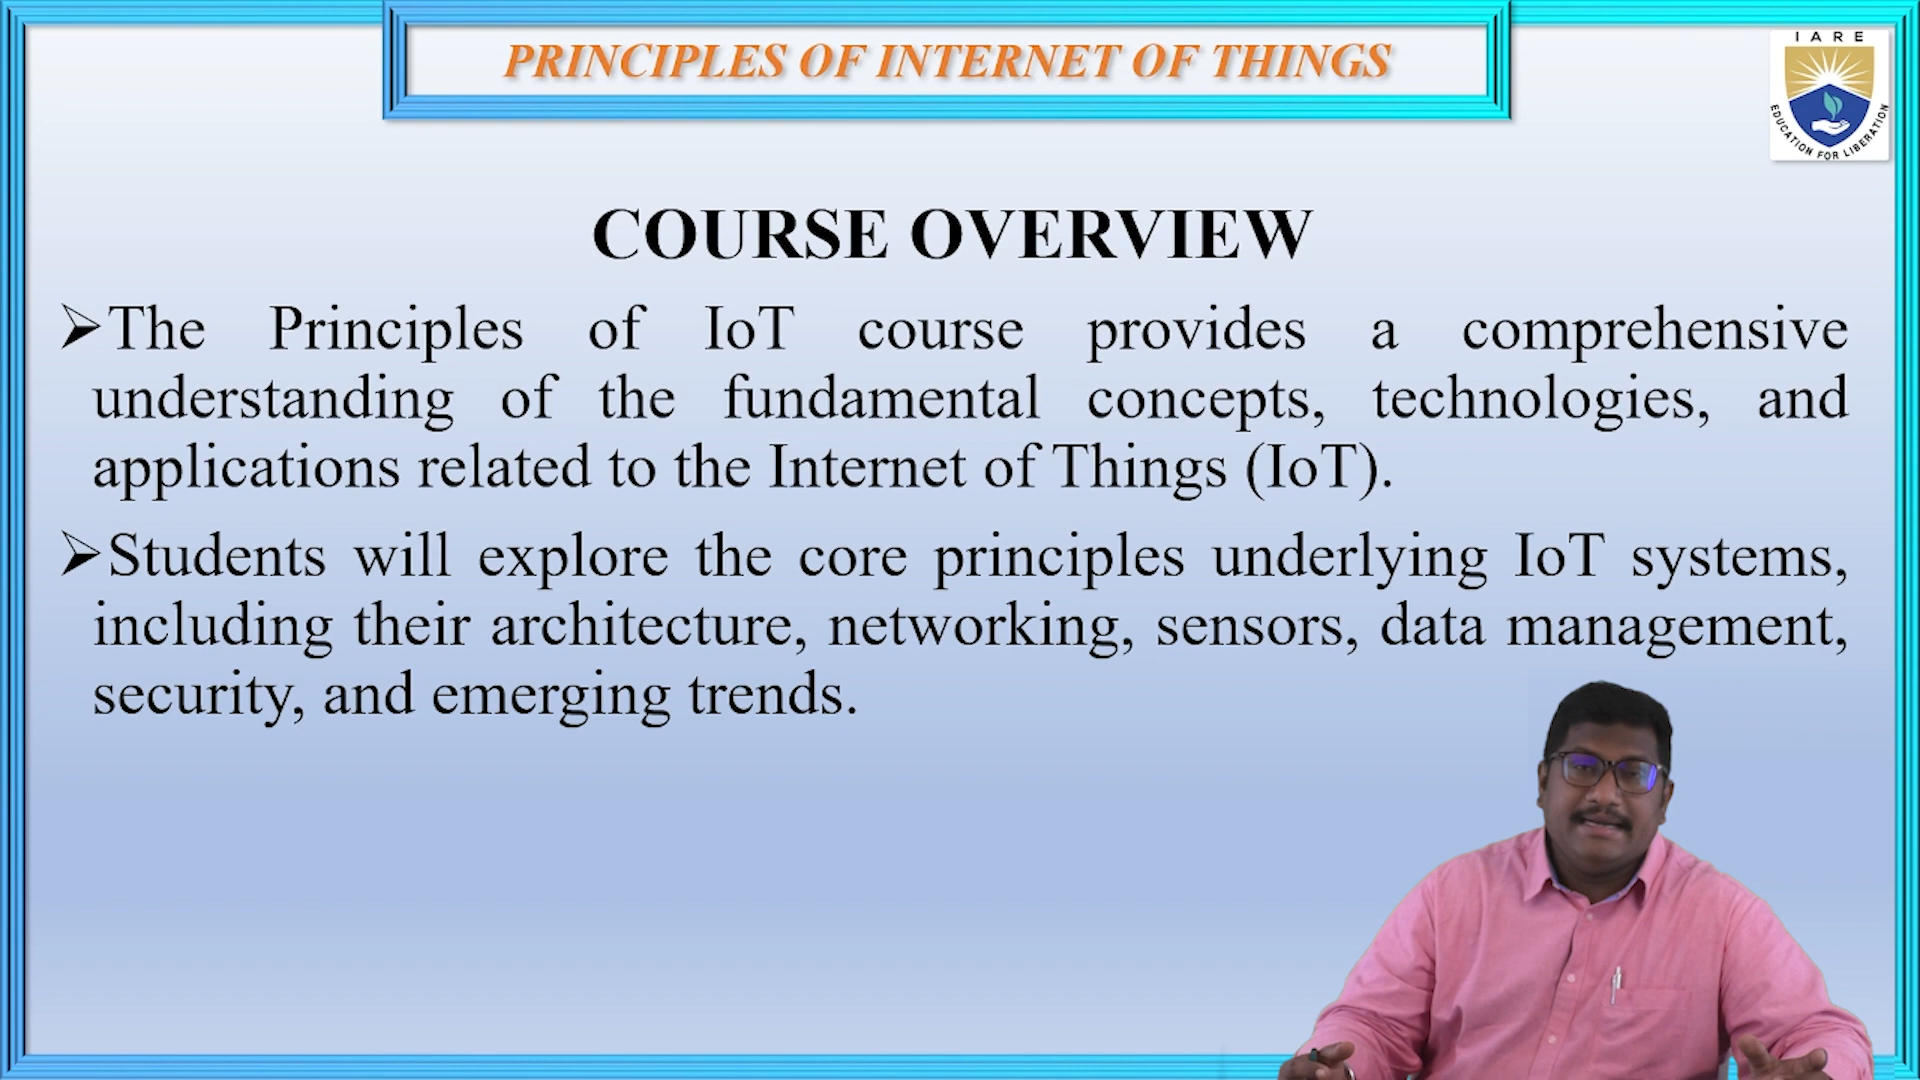 PRINCIPLES OF INTERNET OF THINGS
IARE
EDUCATION FOR LIBERATION
COURSE OVERVIEW
➢The Principles of IoT course provides a comprehensive
understanding of the fundamental concepts, technologies, and
applications related to the Internet of Things (IoT).
➢Students will explore the core principles underlying IoT systems,
including their architecture, networking, sensors, data management,
security, and emerging trends.